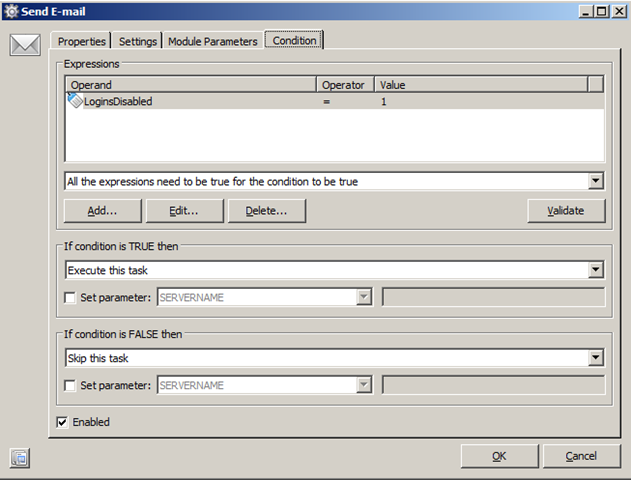 Send E-mail
Properties Settings Module Parameters Condition
Expressions
Operand Operator Value
LoginsDisabled = 1
All the expressions need to be true for the condition to be true
Add... Edit... Delete... Validate
If condition is TRUE then
Execute this task
Set parameter: SERVERNAME
If condition is FALSE then
Skip this task
Set parameter: SERVERNAME
Enabled
OK Cancel